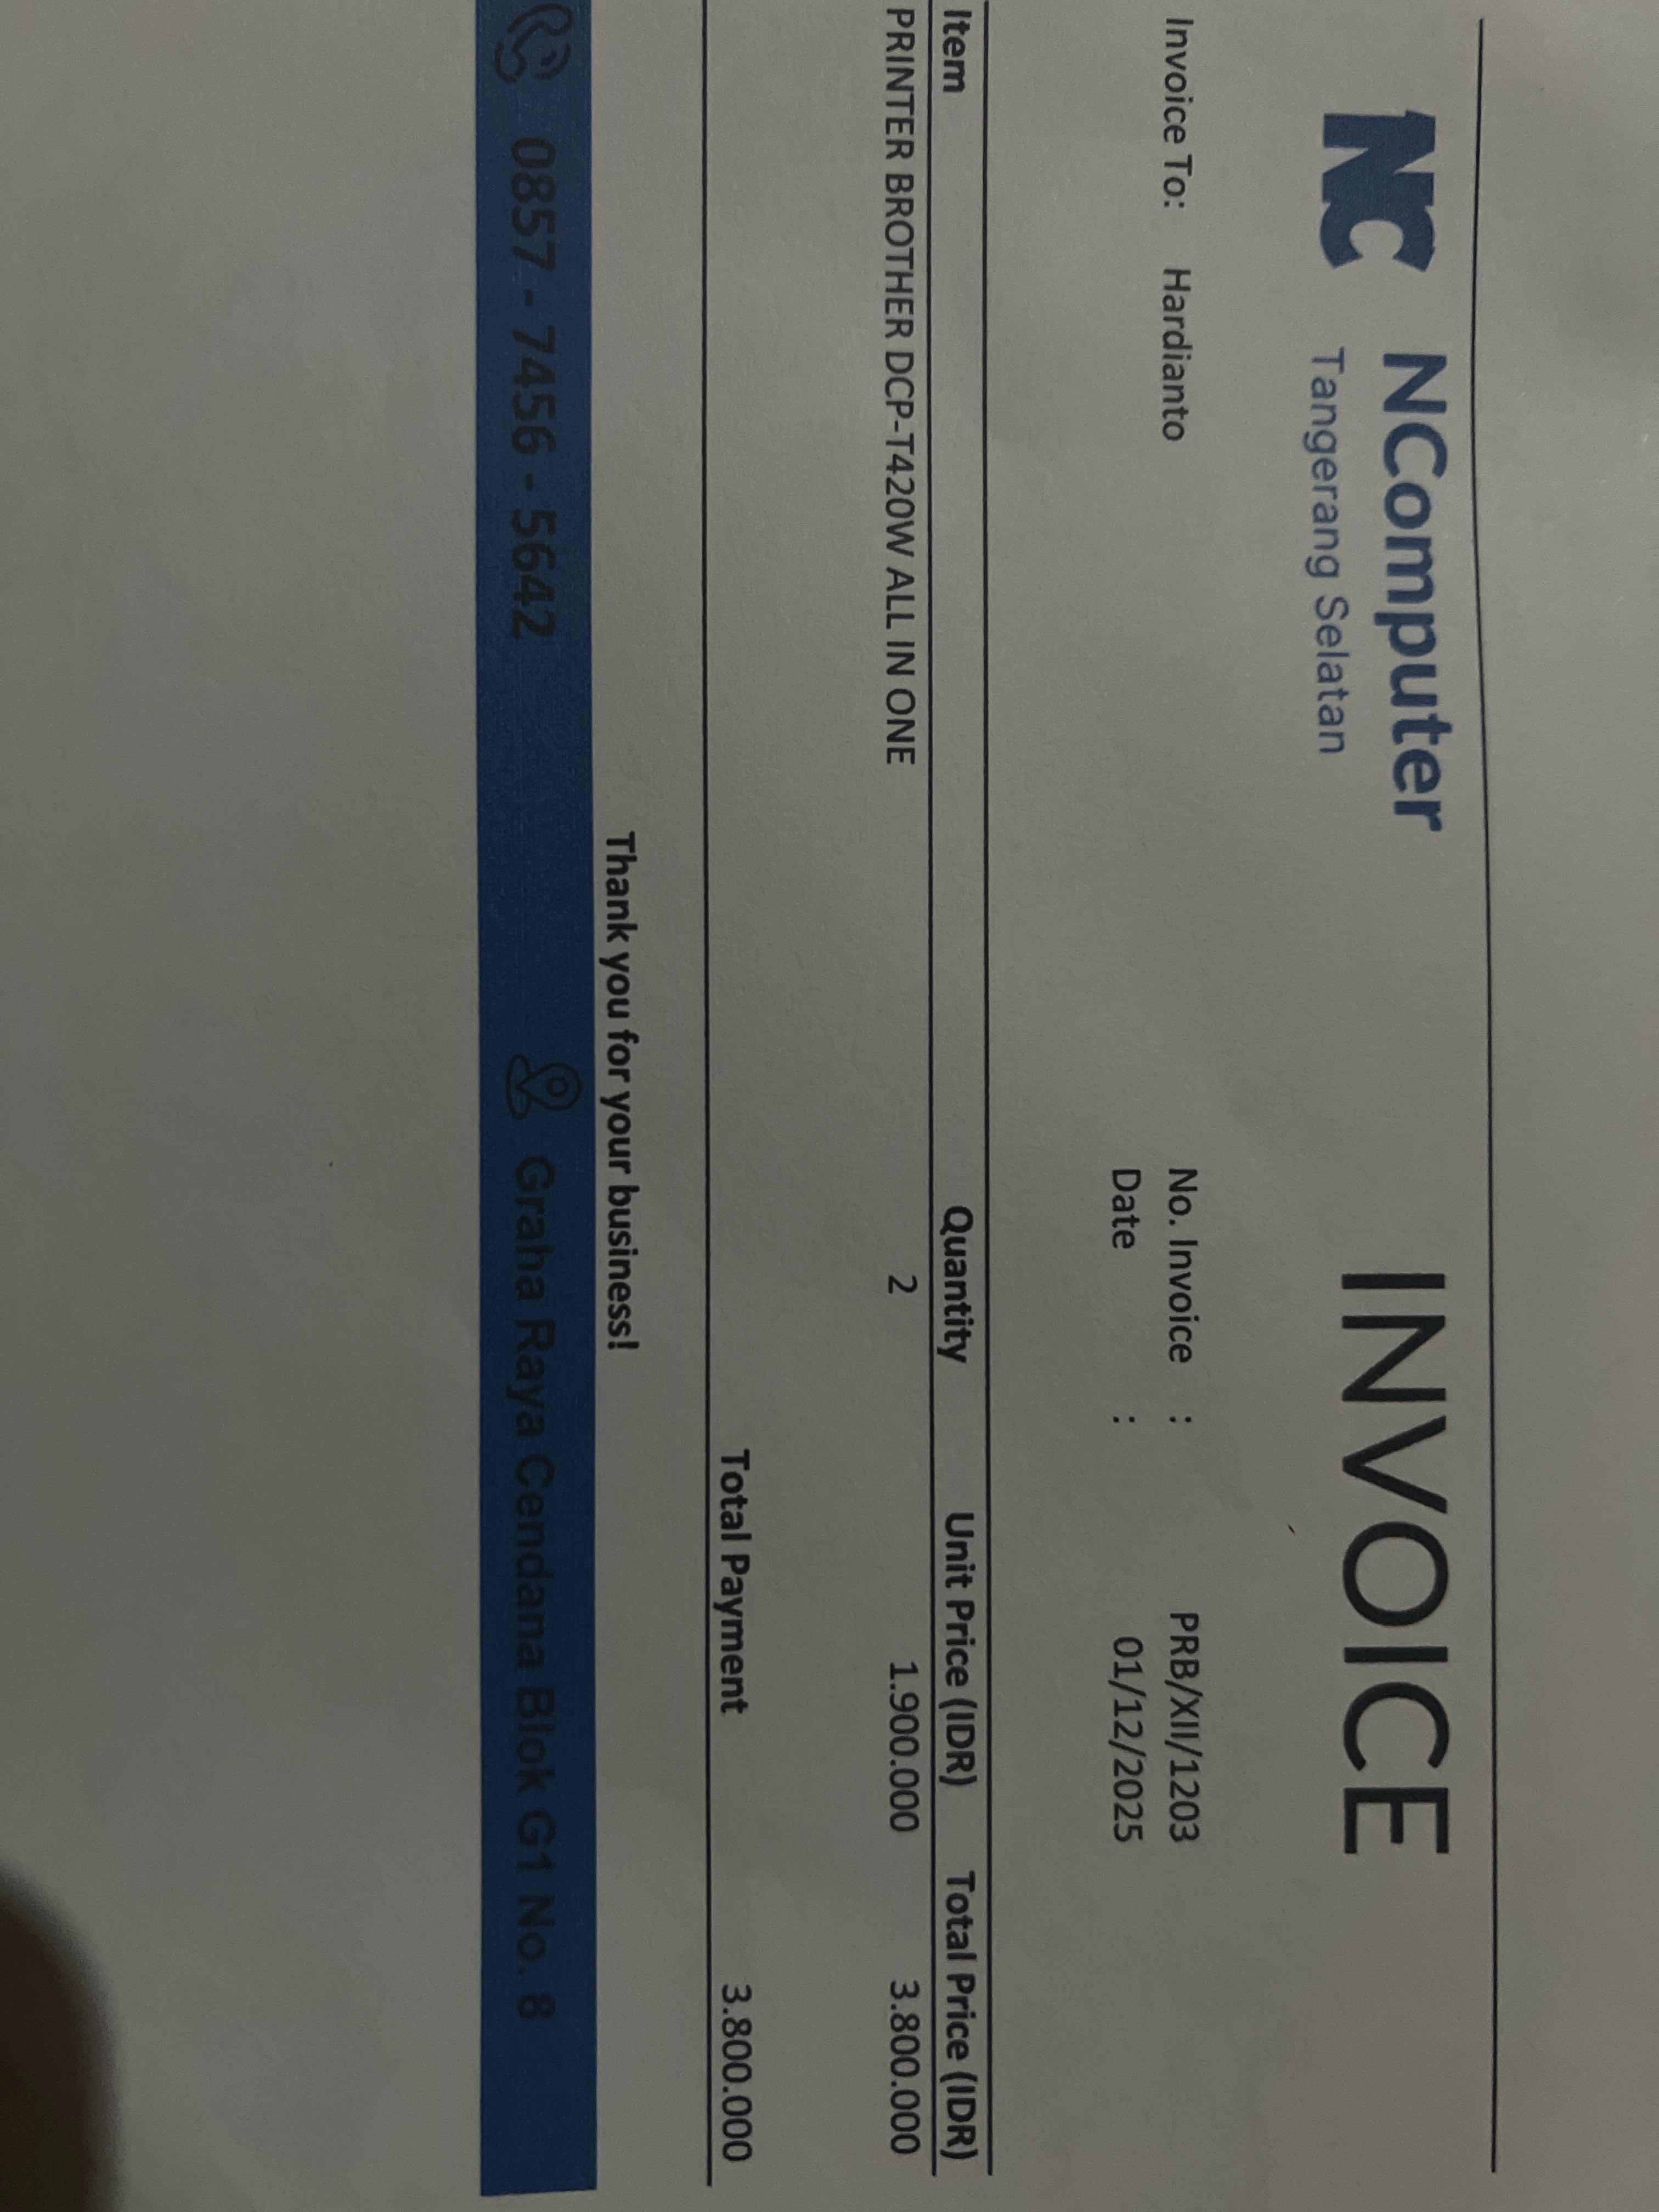 NC NComputer INVOICE
Tangerang Selatan
Invoice To: Hardianto No. Invoice : PRB/XII/1203
Date : 01/12/2025
Item Quantity Unit Price (IDR) Total Price (IDR)
PRINTER BROTHER DCP-T420W ALL IN ONE 2 1.900.000 3.800.000
Total Payment 3.800.000
Thank you for your business!
0857 - 7456 - 5642 Graha Raya Cendana Blok G1 No. 8